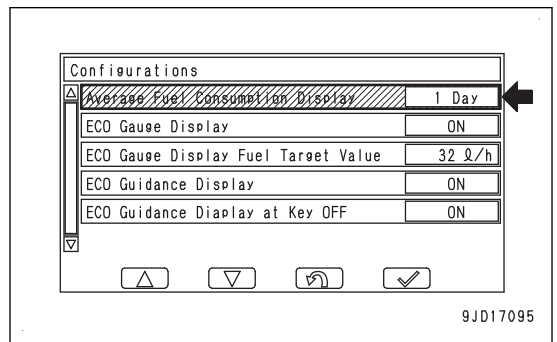 Configurations
Average Fuel Consumption Display 1 Day
ECO Gauge Display ON
ECO Gauge Display Fuel Target Value 32 ℓ/h
ECO Guidance Display ON
ECO Guidance Diaplay at Key OFF ON
9JD17095